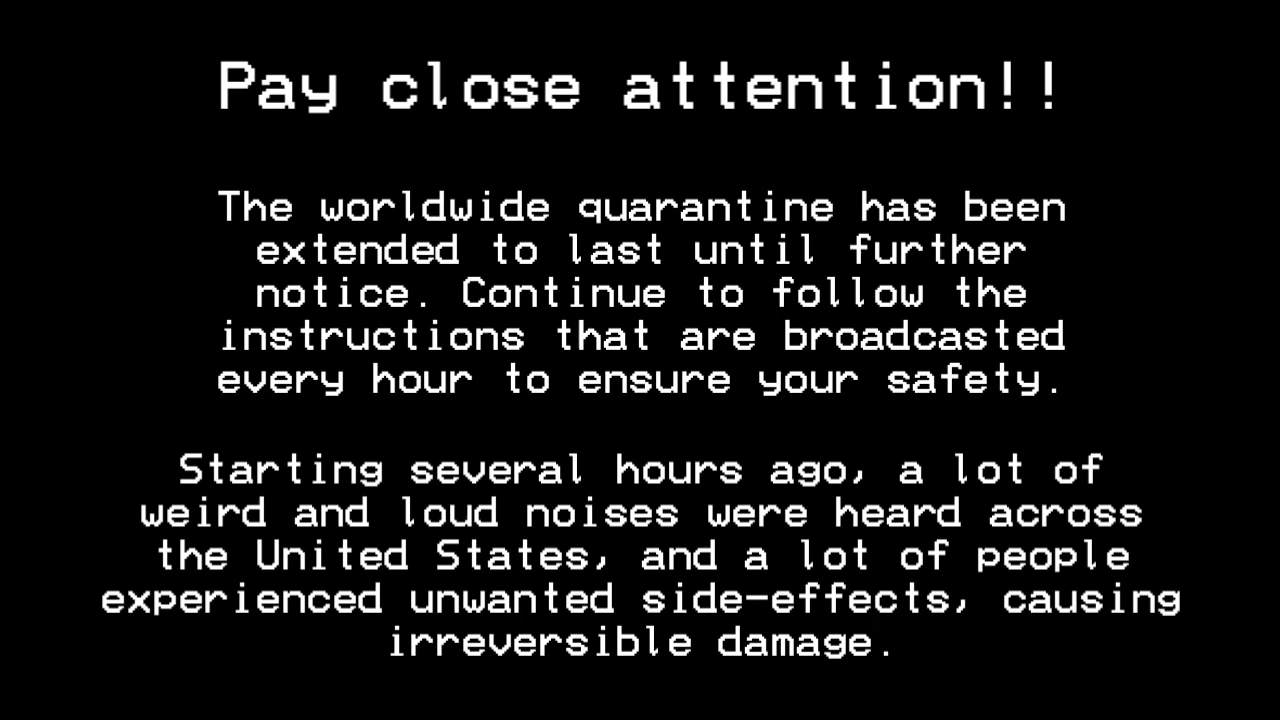 Pay close attention!!
The worldwide quarantine has been
extended to last until further
notice. Continue to follow the
instructions that are broadcasted
every hour to ensure your safety.
Starting several hours ago, a lot of
weird and loud noises were heard across
the United States, and a lot of people
experienced unwanted side-effects, causing
irreversible damage.